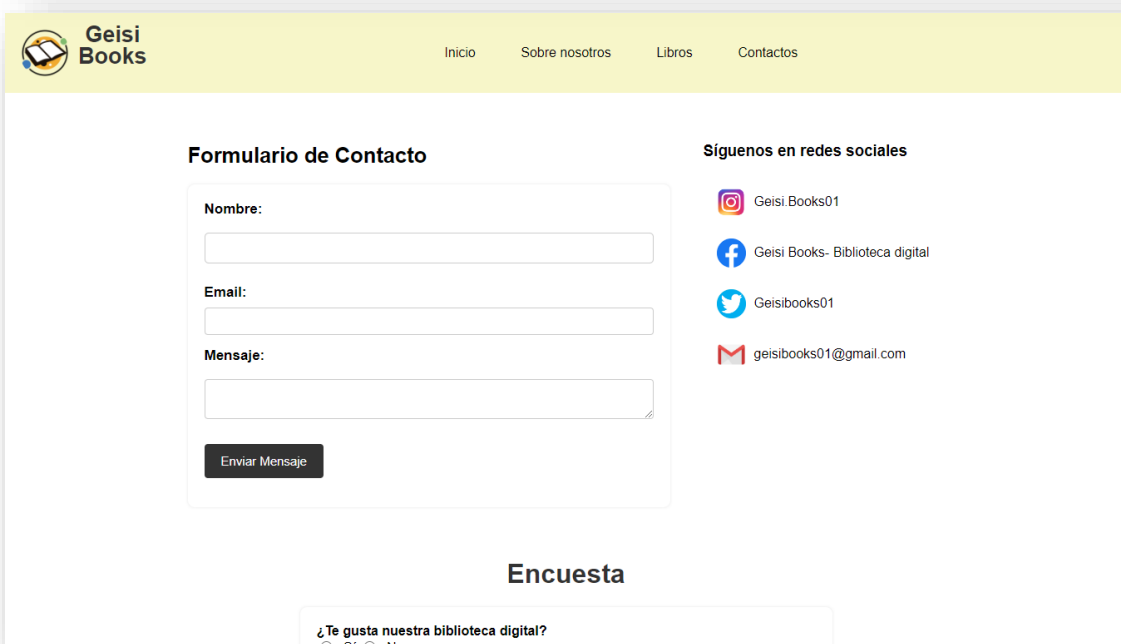 Geisi
Books
Inicio Sobre nosotros Libros Contactos
Formulario de Contacto
Nombre:
Email:
Mensaje:
Enviar Mensaje
Síguenos en redes sociales
Geisi.Books01
Geisi Books- Biblioteca digital
Geisibooks01
geisibooks01@gmail.com
Encuesta
¿Te gusta nuestra biblioteca digital?